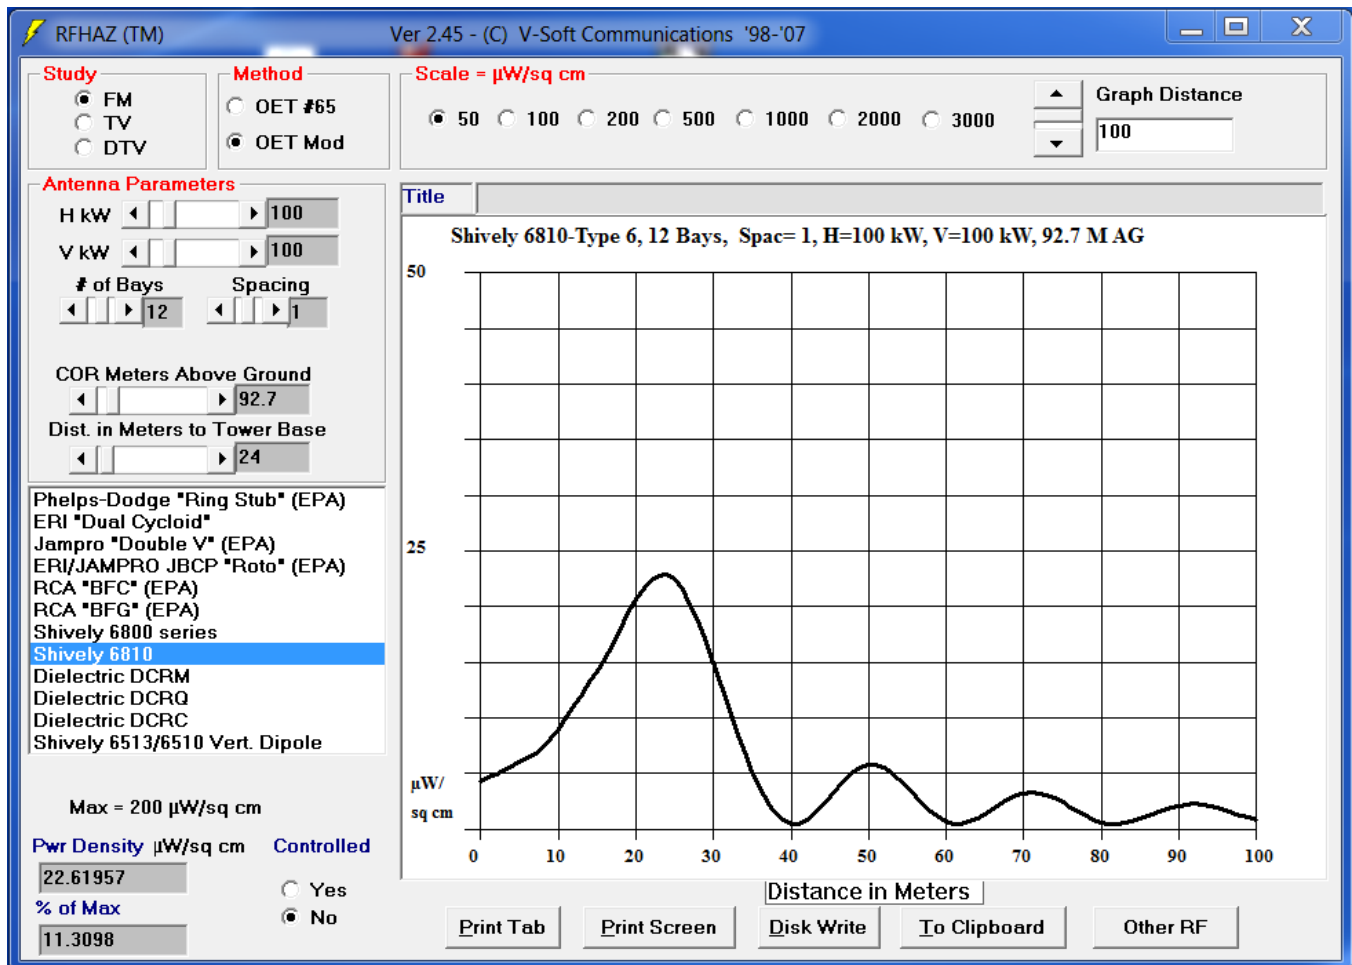 RFHAZ (TM) Ver 2.45 - (C) V-Soft Communications '98-'07
Study
FM
TV
DTV
Method
OET #65
OET Mod
Scale = µW/sq cm
50 100 200 500 1000 2000 3000
Graph Distance
100
Antenna Parameters
H kW 100
V kW 100
# of Bays Spacing
12 1
COR Meters Above Ground
92.7
Dist. in Meters to Tower Base
24
Phelps-Dodge "Ring Stub" (EPA)
ERI "Dual Cycloid"
Jampro "Double V" (EPA)
ERI/JAMPRO JBCP "Roto" (EPA)
RCA "BFC" (EPA)
RCA "BFG" (EPA)
Shively 6800 series
Shively 6810
Dielectric DCRM
Dielectric DCRQ
Dielectric DCRC
Shively 6513/6510 Vert. Dipole
Max = 200 µW/sq cm
Pwr Density µW/sq cm
22.61957
% of Max
11.3098
Controlled
Yes
No
Title
Shively 6810-Type 6, 12 Bays, Spac= 1, H=100 kW, V=100 kW, 92.7 M AG
50
25
µW/
sq cm
0 10 20 30 40 50 60 70 80 90 100
Distance in Meters
Print Tab Print Screen Disk Write To Clipboard Other RF